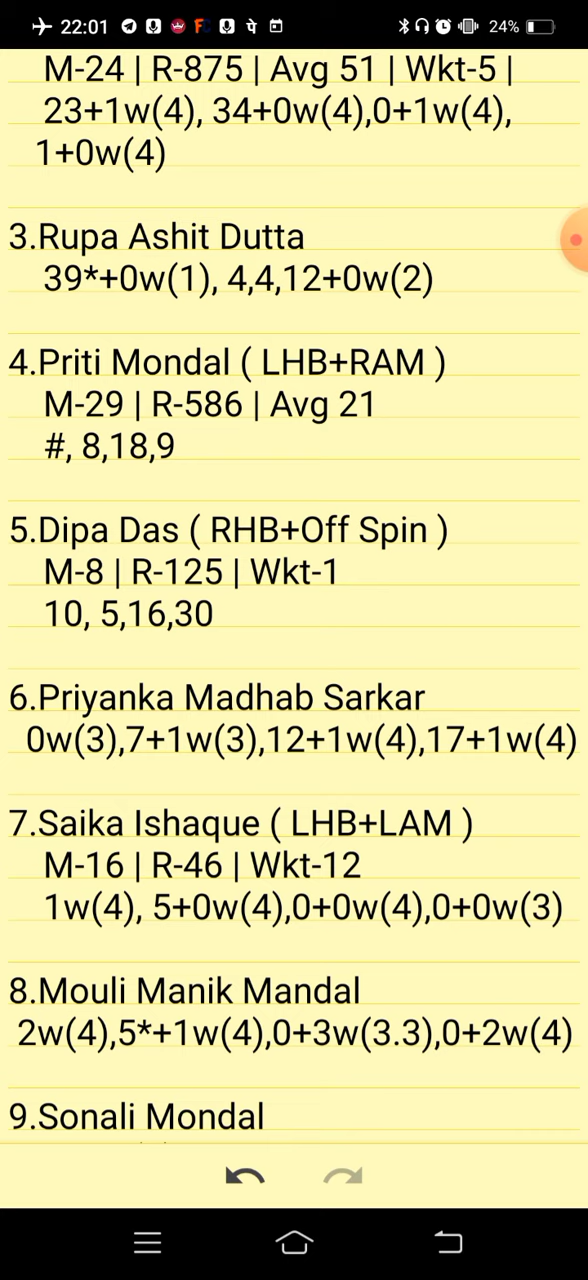 22:01
24%
M-24 | R-875 | Avg 51 | Wkt-5 |
23+1w(4), 34+0w(4),0+1w(4),
1+0w(4)
3.Rupa Ashit Dutta
39*+0w(1), 4,4,12+0w(2)
4.Priti Mondal ( LHB+RAM )
M-29 | R-586 | Avg 21
#, 8,18,9
5.Dipa Das ( RHB+Off Spin )
M-8 | R-125 | Wkt-1
10, 5,16,30
6.Priyanka Madhab Sarkar
0w(3),7+1w(3),12+1w(4),17+1w(4)
7.Saika Ishaque ( LHB+LAM )
M-16 | R-46 | Wkt-12
1w(4), 5+0w(4),0+0w(4),0+0w(3)
8.Mouli Manik Mandal
2w(4),5*+1w(4),0+3w(3.3),0+2w(4)
9.Sonali Mondal